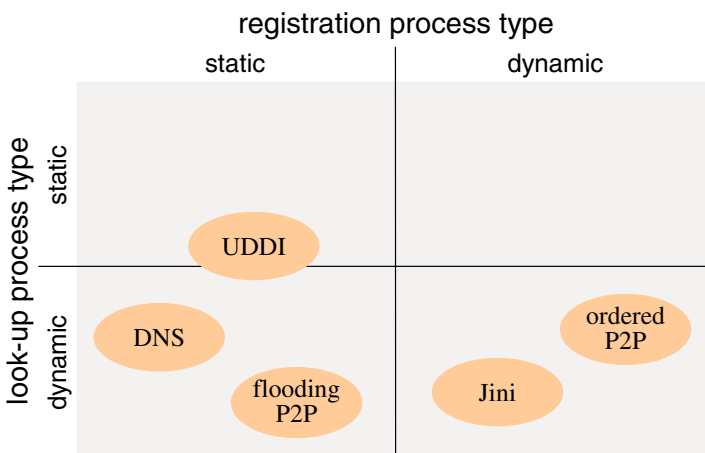 registration process type
static
dynamic
look-up process type
static
dynamic
UDDI
DNS
flooding
P2P
Jini
ordered
P2P